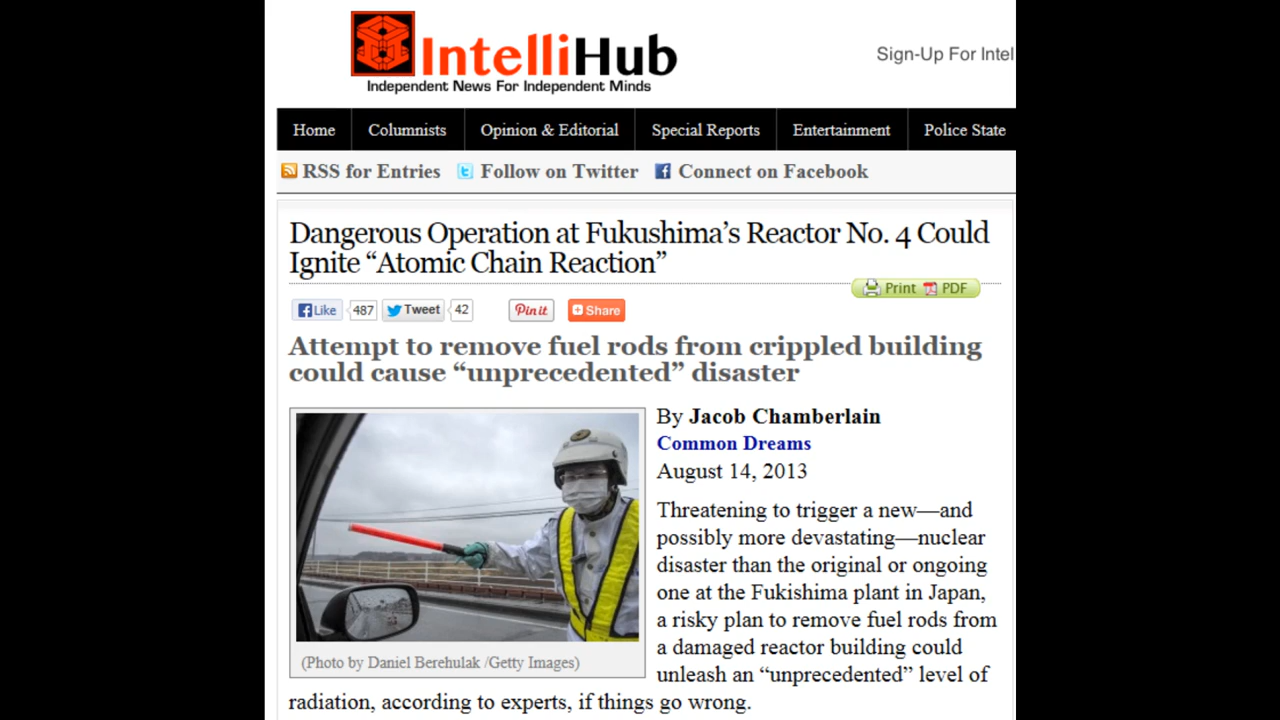 IntelliHub
Independent News For Independent Minds
Sign-Up For Intel
Home Columnists Opinion & Editorial Special Reports Entertainment Police State
RSS for Entries Follow on Twitter Connect on Facebook
Dangerous Operation at Fukushima’s Reactor No. 4 Could
Ignite “Atomic Chain Reaction”
Print PDF
Like 487 Tweet 42 Pin it Share
Attempt to remove fuel rods from crippled building
could cause “unprecedented” disaster
(Photo by Daniel Berehulak /Getty Images)
By Jacob Chamberlain
Common Dreams
August 14, 2013
Threatening to trigger a new—and
possibly more devastating—nuclear
disaster than the original or ongoing
one at the Fukishima plant in Japan,
a risky plan to remove fuel rods from
a damaged reactor building could
unleash an “unprecedented” level of
radiation, according to experts, if things go wrong.